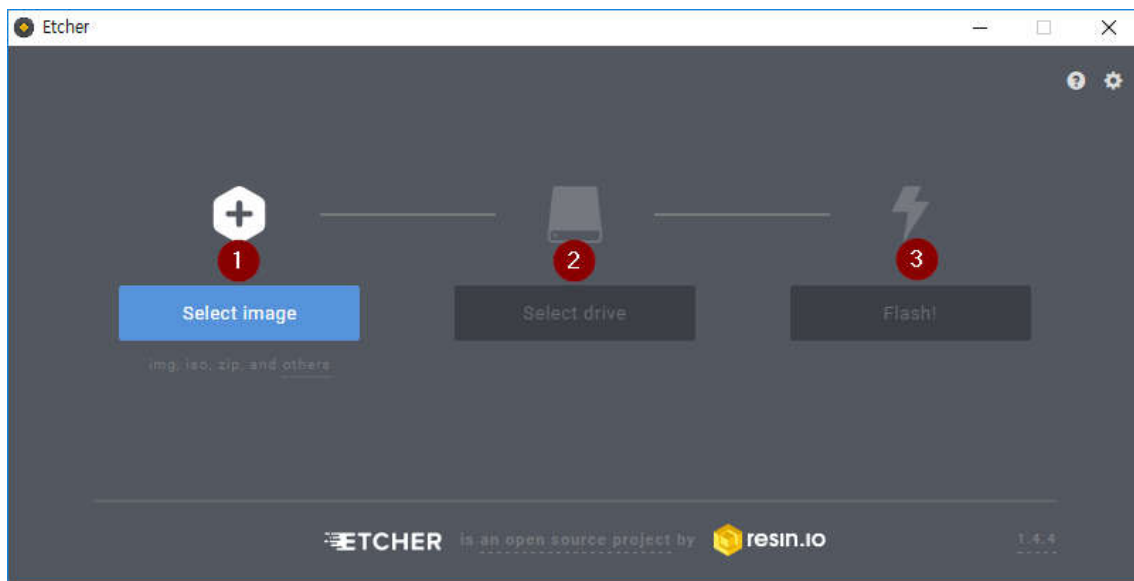 Etcher
1
2
3
Select image
Select drive
Flash!
img, iso, zip, and others
ETCHER is an open source project by resin.io
1.4.4